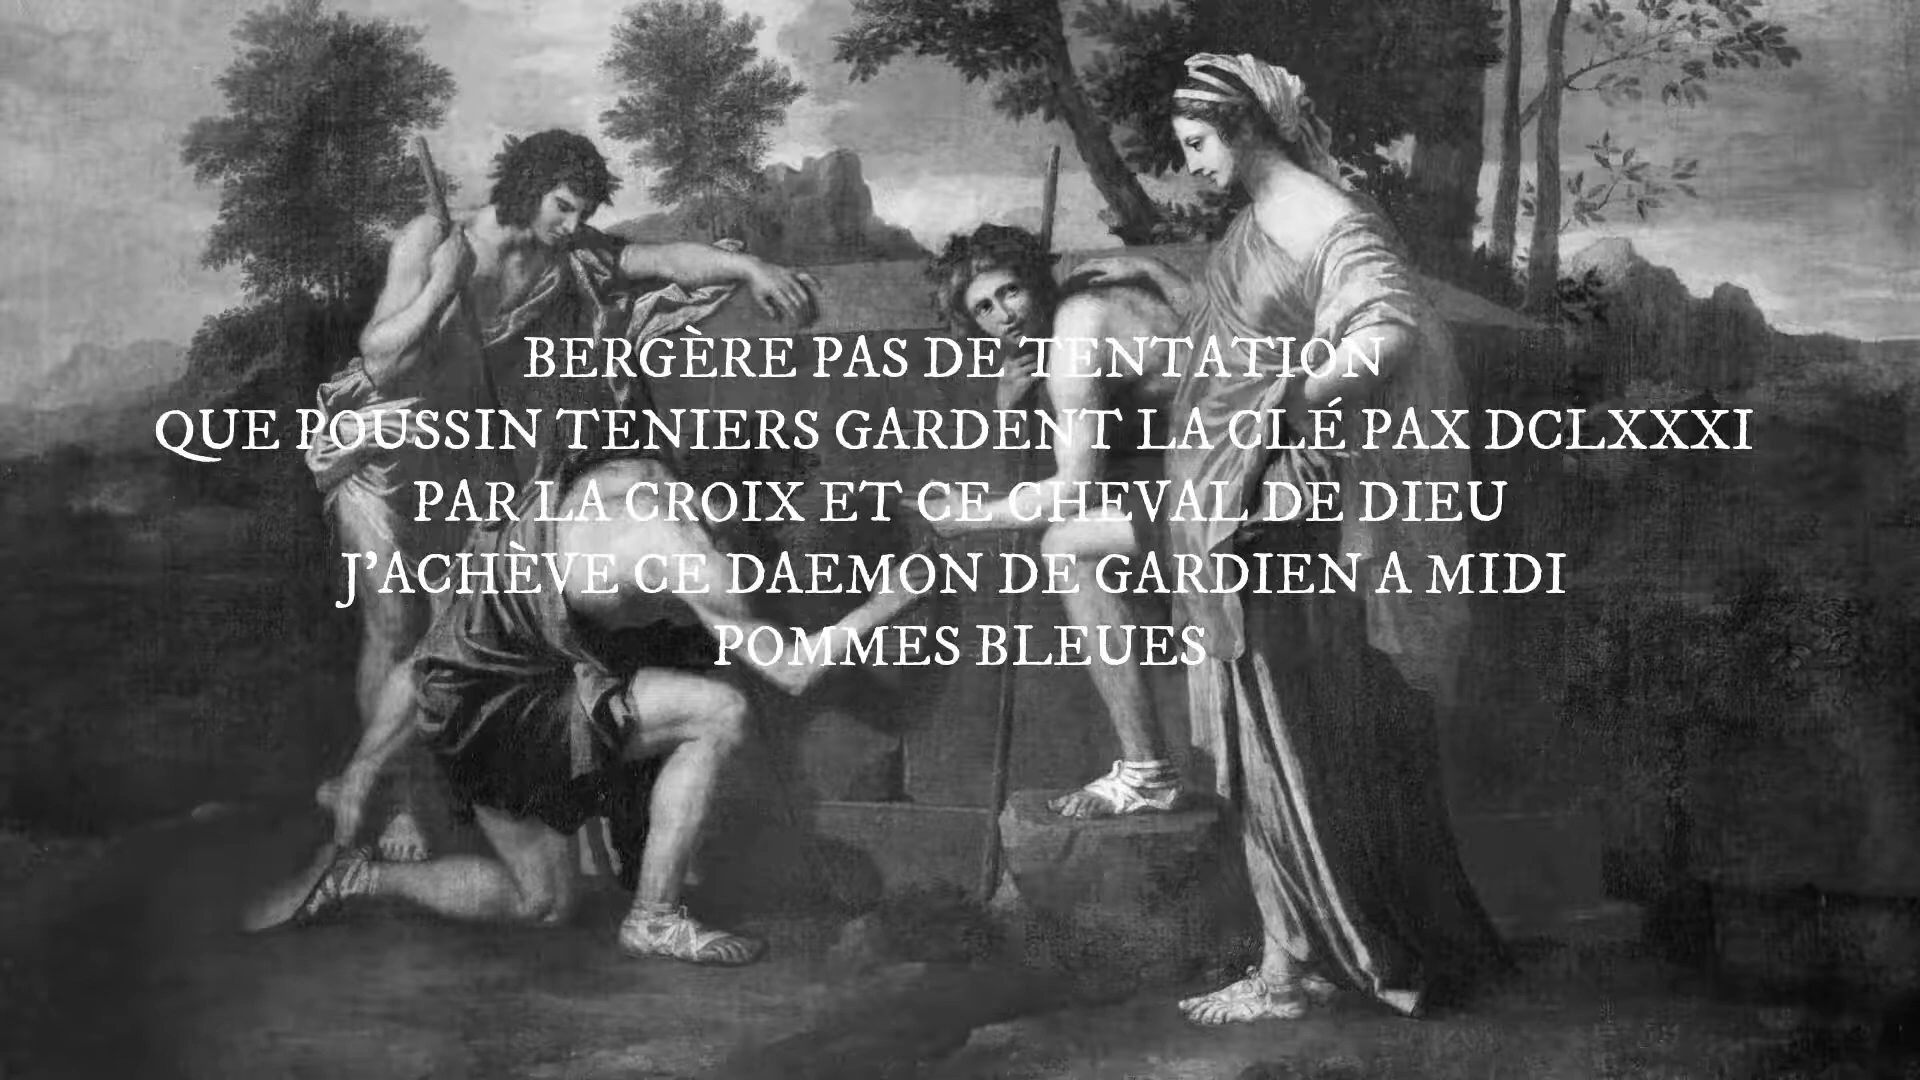 BERGÈRE PAS DE TENTATION
QUE POUSSIN TENIERS GARDENT LA CLÉ PAX DCLXXXI
PAR LA CROIX ET CE CHEVAL DE DIEU
J'ACHÈVE CE DAEMON DE GARDIEN A MIDI
POMMES BLEUES